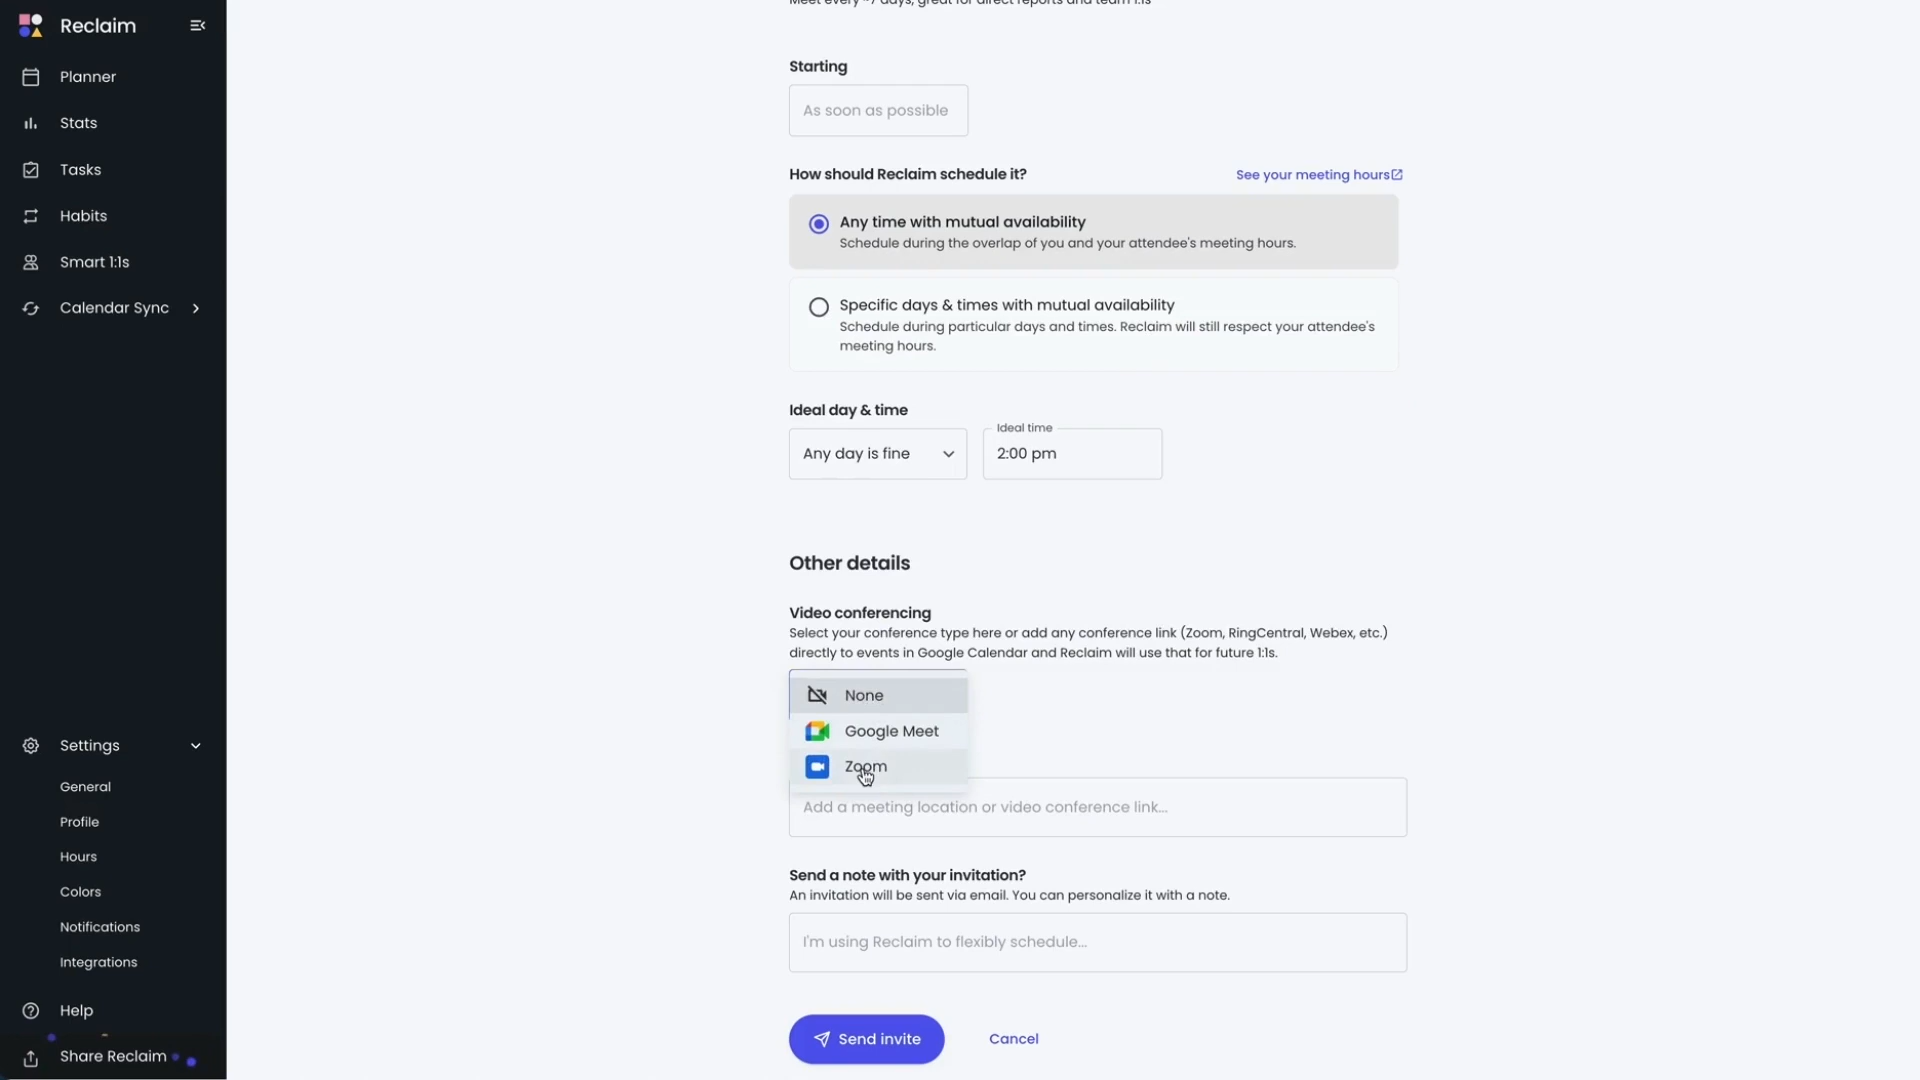 Reclaim
Planner
Stats
Tasks
Habits
Smart 1:1s
Calendar Sync
Settings
General
Profile
Hours
Colors
Notifications
Integrations
Help
Share Reclaim
Meet every ~7 days, great for direct reports and team 1:1s
Starting
As soon as possible
How should Reclaim schedule it?
See your meeting hours
Any time with mutual availability
Schedule during the overlap of you and your attendee's meeting hours.
Specific days & times with mutual availability
Schedule during particular days and times. Reclaim will still respect your attendee's
meeting hours.
Ideal day & time
Any day is fine
Ideal time
2:00 pm
Other details
Video conferencing
Select your conference type here or add any conference link (Zoom, RingCentral, Webex, etc.)
directly to events in Google Calendar and Reclaim will use that for future 1:1s.
None
Google Meet
Zoom
Add a meeting location or video conference link...
Send a note with your invitation?
An invitation will be sent via email. You can personalize it with a note.
I'm using Reclaim to flexibly schedule...
Send invite
Cancel